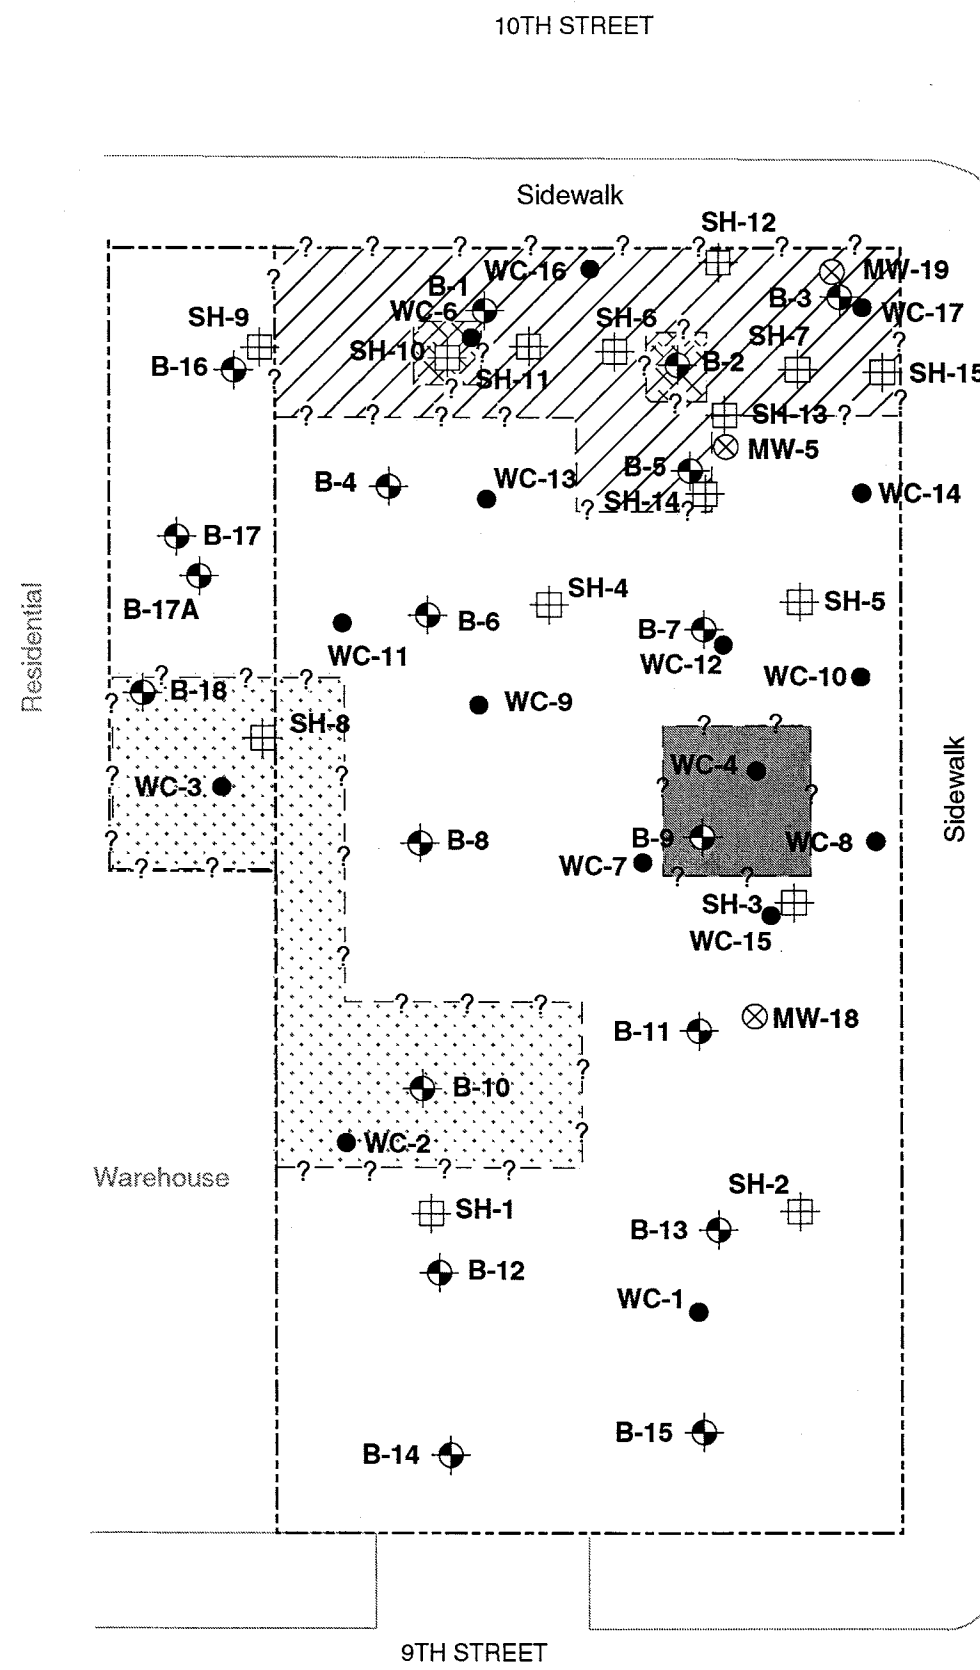 10TH STREET
Sidewalk
SH-12
? ? ? ? ? ? ?
WC-16 MW-19
?
B-1 B-3
SH-9 WC-6 SH-6 WC-17
? SH-7 ?
SH-10 ? ? B-2
B-16 SH-11 SH-15
? ? ? ?
? ? ? SH-13 ?
MW-5
B-4 WC-13 B-5 WC-14
SH-14
? ?
B-17
B-17A SH-4 SH-5
Residential
B-6 B-7
WC-11 WC-12
? ? ? WC-10
B-18
? WC-9
SH-8 ? ?
WC-4
? ? Sidewalk
WC-3 ? ?
? B-8 B-9 WC-8
? ? ? WC-7 ? ?
SH-3
WC-15
?
? ? ?
MW-18
B-11
?
B-10
?
WC-2
? ? ? ?
Warehouse
SH-2
SH-1
B-13
B-12
WC-1
B-15
B-14
9TH STREET